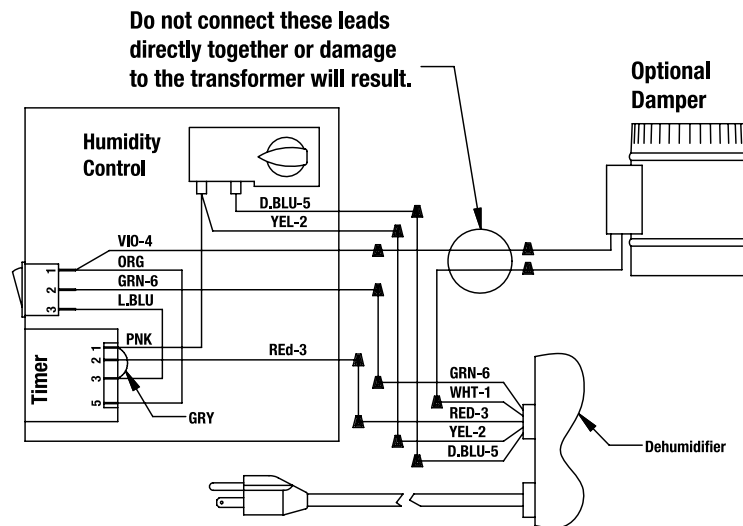 Do not connect these leads
directly together or damage
to the transformer will result.
Optional
Damper
Humidity
Control
D.BLU-5
YEL-2
VIO-4
ORG
1
GRN-6
2
L.BLU
3
PNK
1
REd-3
2
3
5
Timer
GRY
GRN-6
WHT-1
RED-3
YEL-2
D.BLU-5
Dehumidifier